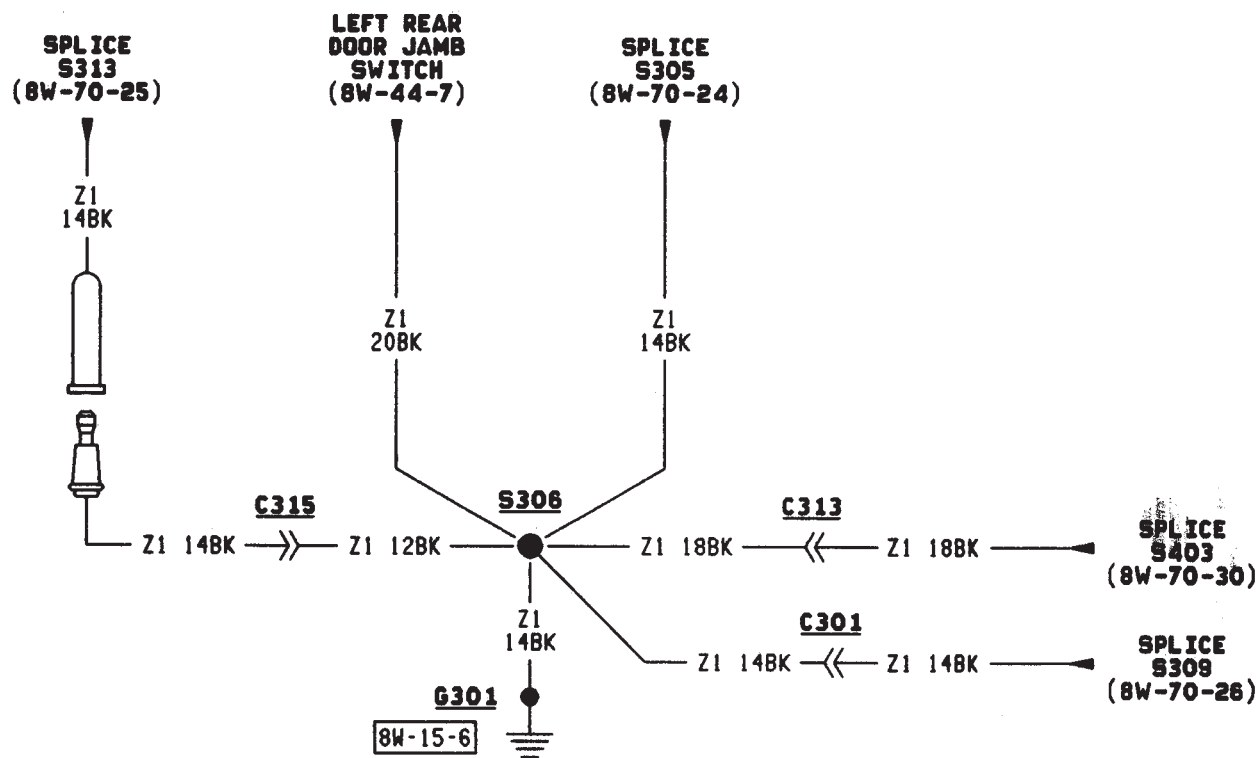 SPLICE
S313
(8W-70-25)
LEFT REAR
DOOR JAMB
SWITCH
(8W-44-7)
SPLICE
S305
(8W-70-24)
Z1
14BK
Z1
20BK
Z1
14BK
C315
S306
C313
Z1 14BK
Z1 12BK
Z1 18BK
Z1 18BK
SPLICE
S403
(8W-70-30)
Z1
14BK
C301
Z1 14BK
Z1 14BK
SPLICE
S309
(8W-70-26)
G301
8W-15-6